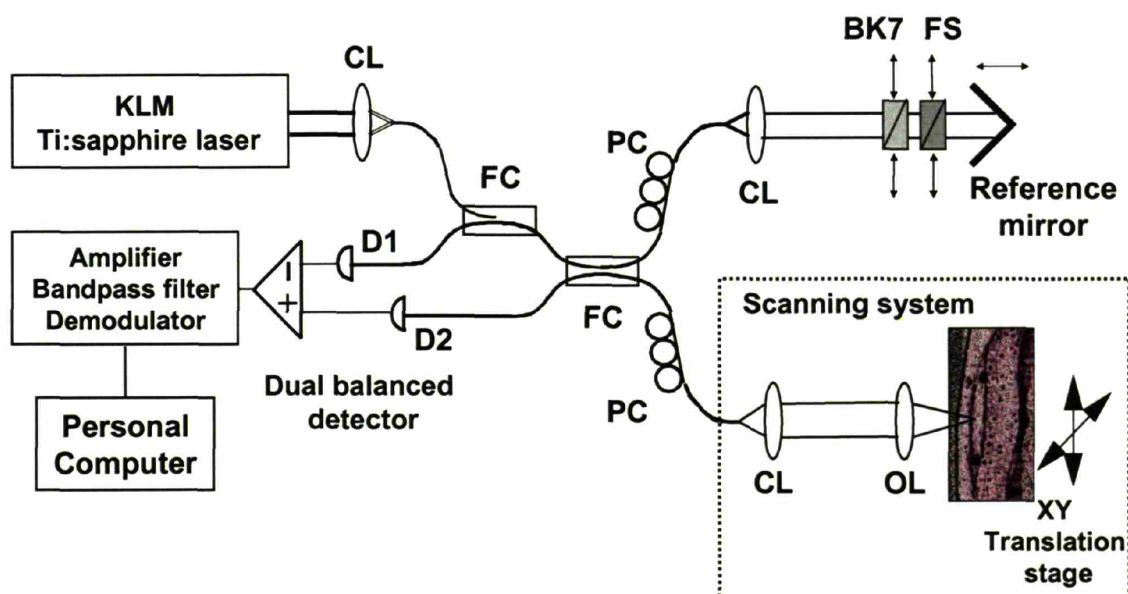 CL
KLM
Ti:sapphire laser
FC
PC
BK7 FS
CL
Reference
mirror
Amplifier
Bandpass filter
Demodulator
D1
−
+
D2
Dual balanced
detector
Personal
Computer
FC
PC
Scanning system
CL
OL
XY
Translation
stage